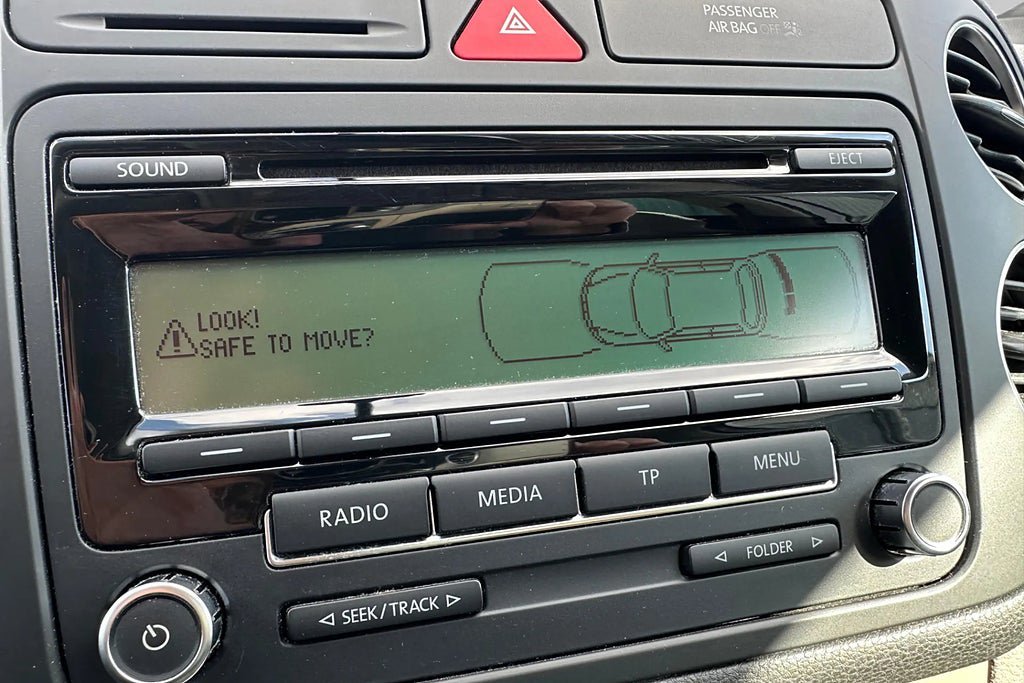 PASSENGER
AIR BAG OFF
SOUND
EJECT
LOOK!
SAFE TO MOVE?
RADIO
MEDIA
TP
MENU
FOLDER
SEEK/TRACK